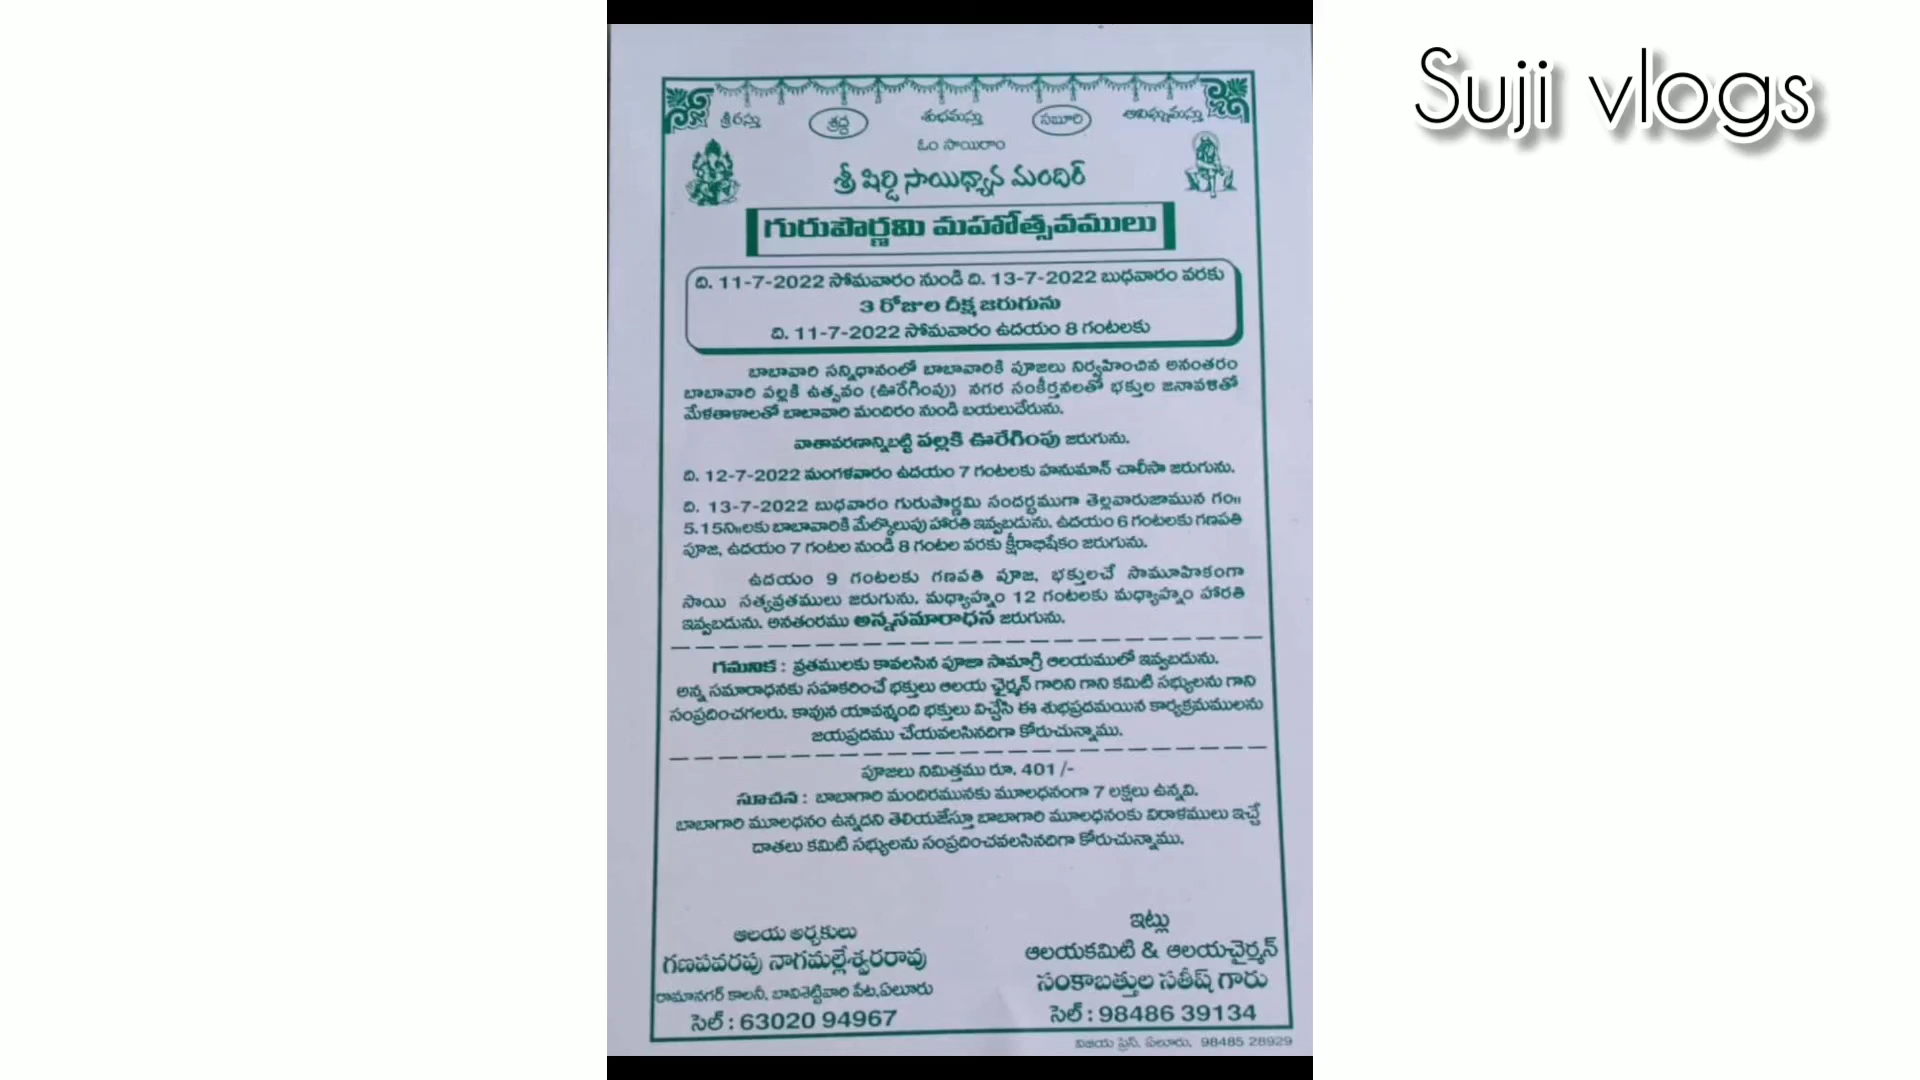 Suji vlogs
శ్రీరస్తు శ్రద్ధ శుభమస్తు సబూరి అవిఘ్నమస్తు
ఓం సాయిరాం
శ్రీ షిర్డి సాయిధ్యాన మందిర్
గురుపౌర్ణమి మహోత్సవములు
ది. 11-7-2022 సోమవారం నుండి ది. 13-7-2022 బుధవారం వరకు
3 రోజుల దీక్ష జరుగును
ది. 11-7-2022 సోమవారం ఉదయం 8 గంటలకు
బాబావారి సన్నిధానంలో బాబావారికి పూజలు నిర్వహించిన అనంతరం
బాబావారి పల్లకి ఉత్సవం (ఊరేగింపు) నగర సంకీర్తనలతో భక్తుల జనావళితో
మేళతాళాలతో బాబావారి మందిరం నుండి బయలుదేరును.
వాతావరణాన్నిబట్టి పల్లకి ఊరేగింపు జరుగును.
ది. 12-7-2022 మంగళవారం ఉదయం 7 గంటలకు హనుమాన్ చాలీసా జరుగును.
ది. 13-7-2022 బుధవారం గురుపౌర్ణమి సందర్భముగా తెల్లవారుజామున గం॥
5.15ని॥లకు బాబావారికి మేల్కొలుపు హారతి ఇవ్వబడును. ఉదయం 6 గంటలకు గణపతి
పూజ, ఉదయం 7 గంటల నుండి 8 గంటల వరకు క్షీరాభిషేకం జరుగును.
ఉదయం 9 గంటలకు గణపతి పూజ, భక్తులచే సామూహికంగా
సాయి సత్యవ్రతములు జరుగును. మధ్యాహ్నం 12 గంటలకు మధ్యాహ్నం హారతి
ఇవ్వబడును. అనతంరము అన్నసమారాధన జరుగును.
గమనిక : వ్రతములకు కావలసిన పూజా సామాగ్రి ఆలయములో ఇవ్వబడును.
అన్న సమారాధనకు సహకరించే భక్తులు ఆలయ ఛైర్మన్ గారిని గాని కమిటి సభ్యులను గాని
సంప్రదించగలరు. కావున యావన్మంది భక్తులు విచ్చేసి ఈ శుభప్రదమయిన కార్యక్రమములను
జయప్రదము చేయవలసినదిగా కోరుచున్నాము.
పూజలు నిమిత్తము రూ. 401 /-
సూచన : బాబాగారి మందిరమునకు మూలధనంగా 7 లక్షలు ఉన్నవి.
బాబాగారి మూలధనం ఉన్నదని తెలియజేస్తూ బాబాగారి మూలధనంకు విరాళములు ఇచ్చే
దాతలు కమిటి సభ్యులను సంప్రదించవలసినదిగా కోరుచున్నాము.
ఆలయ అర్చకులు
గణపవరపు నాగమల్లేశ్వరరావు
రామానగర్ కాలనీ, బావిశెట్టివారి పేట,ఏలూరు
సెల్ : 63020 94967
ఇట్లు
ఆలయకమిటి & ఆలయఛైర్మన్
సంకాబత్తుల సతీష్ గారు
సెల్ : 98486 39134
విజయ ప్రెస్, ఏలూరు, 98485 28929